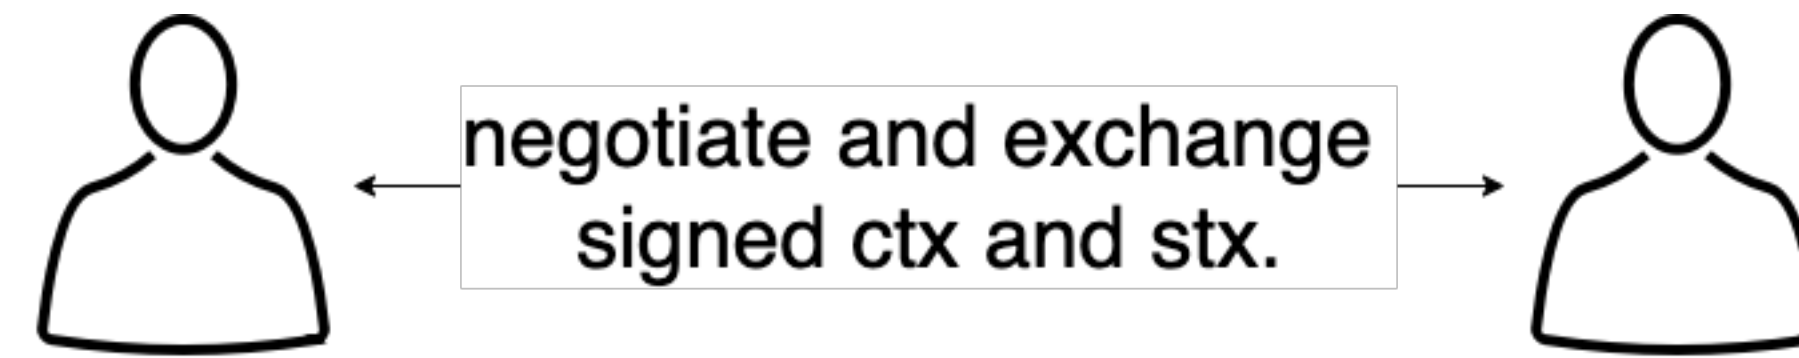 negotiate and exchange
signed ctx and stx.